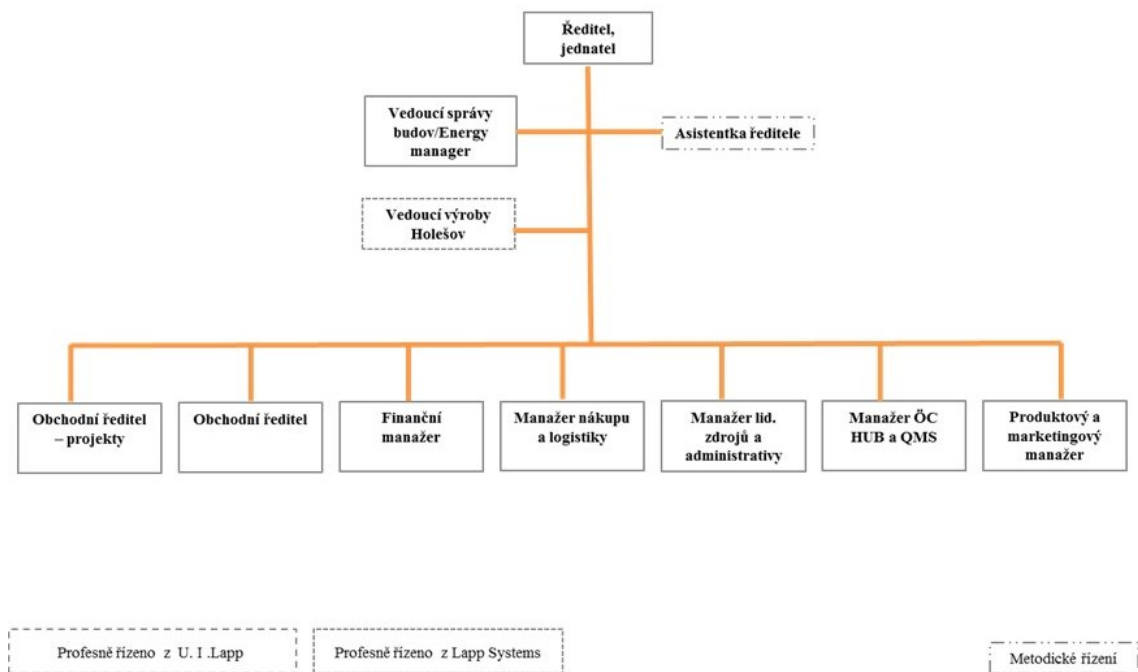 Ředitel,
jednatel
Vedoucí správy
budov/Energy
manager
Asistentka ředitele
Vedoucí výroby
Holešov
Obchodní ředitel
– projekty
Obchodní ředitel
Finanční
manažer
Manažer nákupu
a logistiky
Manažer lid.
zdrojů a
administrativy
Manažer ÖC
HUB a QMS
Produktový a
marketingový
manažer
Profesně řízeno z U. I .Lapp
Profesně řízeno z Lapp Systems
Metodické řízení